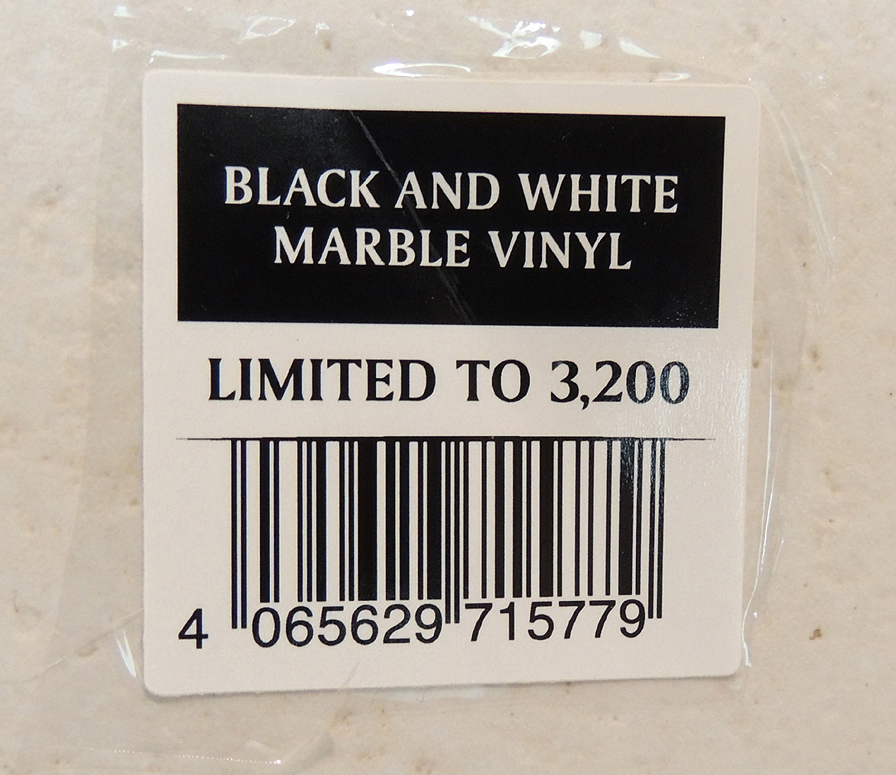 BLACK AND WHITE
MARBLE VINYL
LIMITED TO 3,200
4 065629 715779